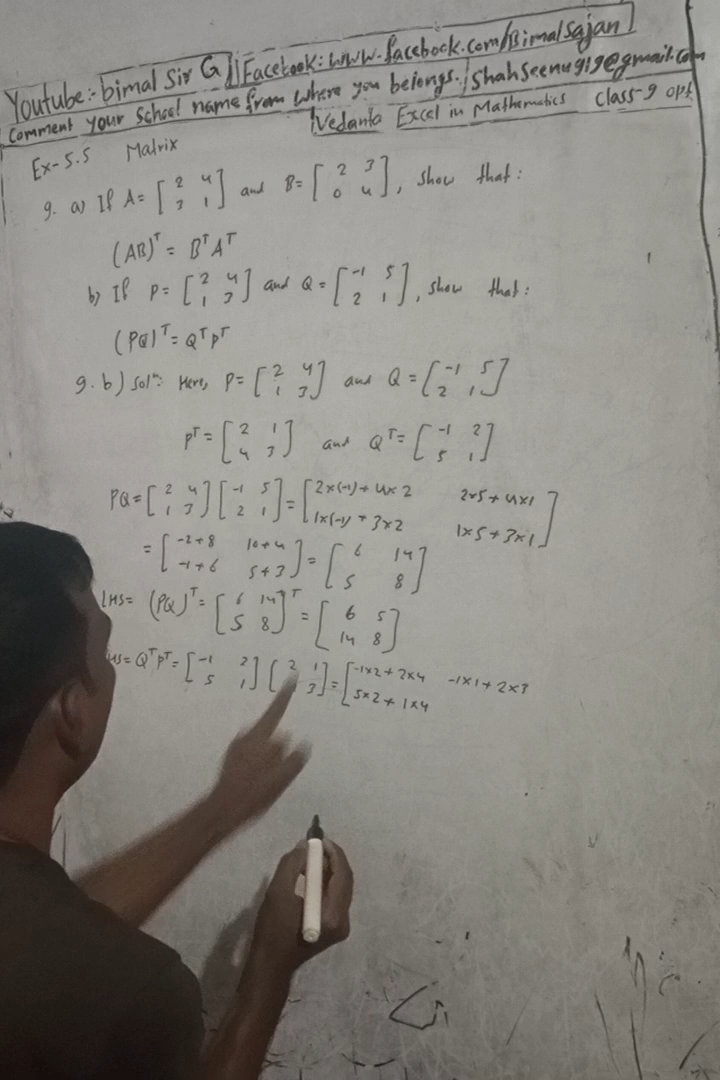 Youtube:- bimal Sir G || Facebook: www.facebook.com/Bimalsajan
Comment your School name from where you belongs. | Shahseenu919@gmail.com
Vedanta Excel in Mathematics Class-9 opt
Ex-5.5 Matrix
9. a) If A = [2 4; 3 1] and B = [2 3; 0 4], show that:
(AB)ᵀ = BᵀAᵀ
b) If P = [2 4; 1 3] and Q = [-1 5; 2 1], show that:
(PQ)ᵀ = QᵀPᵀ
9. b) Solⁿ: Here, P = [2 4; 1 3] and Q = [-1 5; 2 1]
Pᵀ = [2 1; 4 3] and Qᵀ = [-1 2; 5 1]
PQ = [2 4; 1 3] [-1 5; 2 1] = [2×(-1)+4×2 2×5+4×1; 1×(-1)+3×2 1×5+3×1]
= [-2+8 10+4; -1+6 5+3] = [6 14; 5 8]
LHS = (PQ)ᵀ = [6 14; 5 8]ᵀ = [6 5; 14 8]
HS = QᵀPᵀ = [-1 2; 5 1] [2 1; 3] = [-1×2+2×4 -1×1+2×3; 5×2+1×4